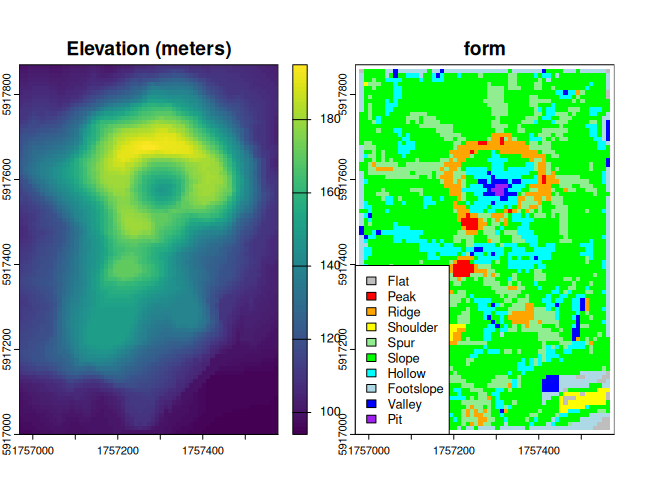 Elevation (meters)
form
5917800
5917600
5917400
5917200
5917000
1757000
1757200
1757400
180
160
140
120
100
5917800
5917600
5917400
5917200
5917000
1757000
1757200
1757400
Flat
Peak
Ridge
Shoulder
Spur
Slope
Hollow
Footslope
Valley
Pit